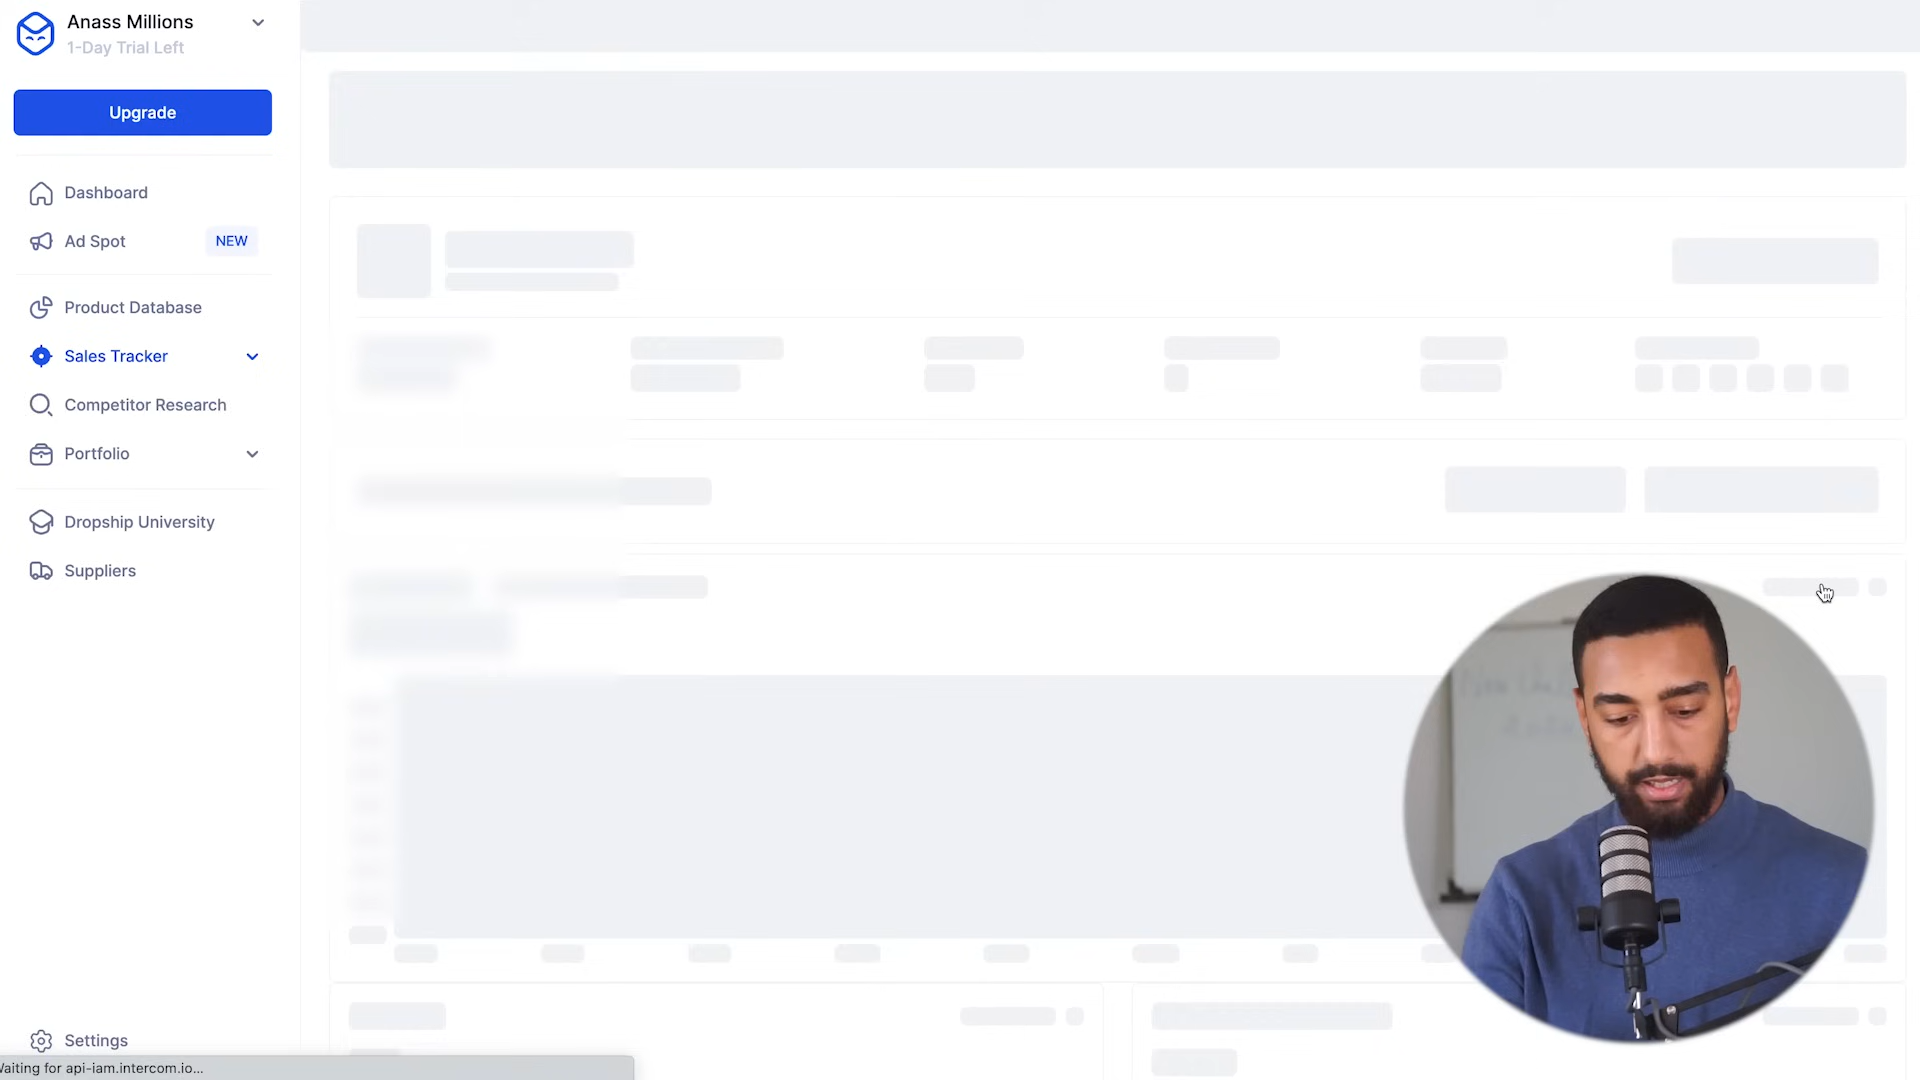 Anass Millions
1-Day Trial Left
Upgrade
Dashboard
Ad Spot NEW
Product Database
Sales Tracker
Competitor Research
Portfolio
Dropship University
Suppliers
Settings
Waiting for api-iam.intercom.io...